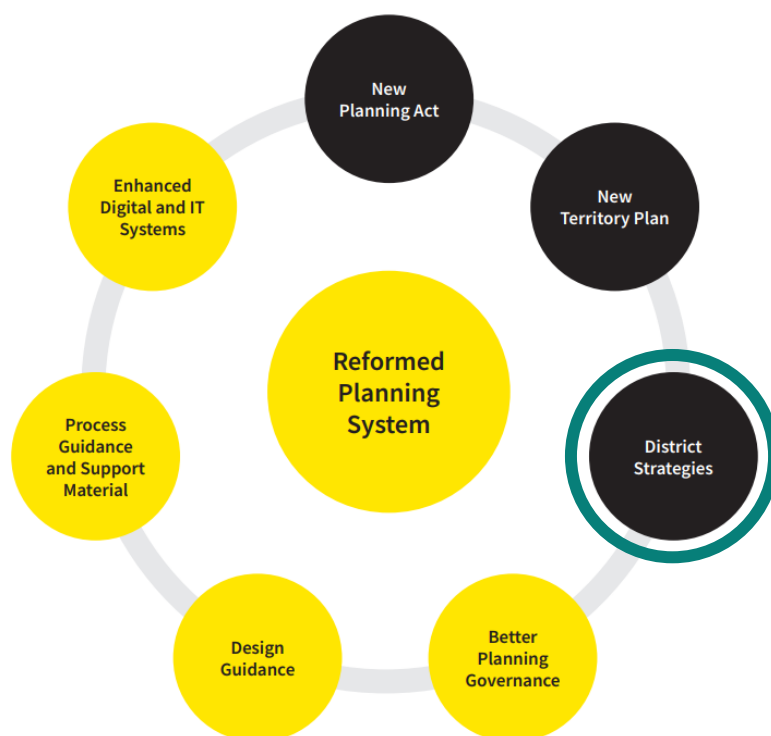 New
Planning Act
New
Territory Plan
District
Strategies
Better
Planning
Governance
Design
Guidance
Process
Guidance
and Support
Material
Enhanced
Digital and IT
Systems
Reformed
Planning
System